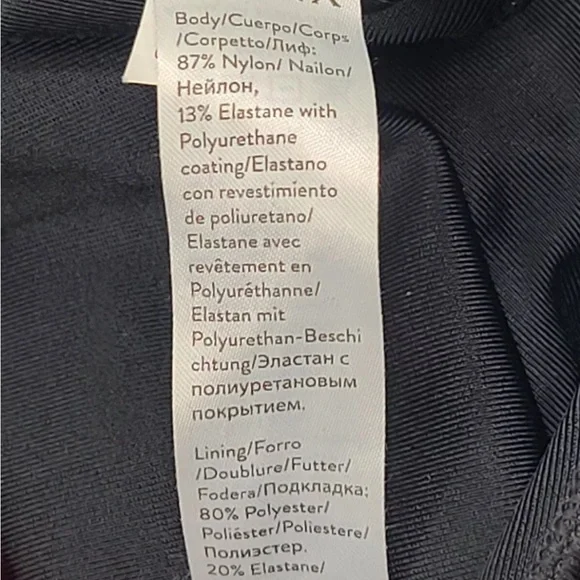 Body/Cuerpo/Corps
/Corpetto/Лиф:
87% Nylon/ Nailon/
Нейлон,
13% Elastane with
Polyurethane
coating/Elastano
con revestimiento
de poliuretano/
Elastane avec
revêtement en
Polyuréthanne/
Elastan mit
Polyurethan-Beschi
chtung/Эластан с
полиуретановым
покрытием.
Lining/Forro
/Doublure/Futter/
Fodera/Подкладка:
80% Polyester/
Poliéster/Poliestere/
Полиэстер.
20% Elastane/